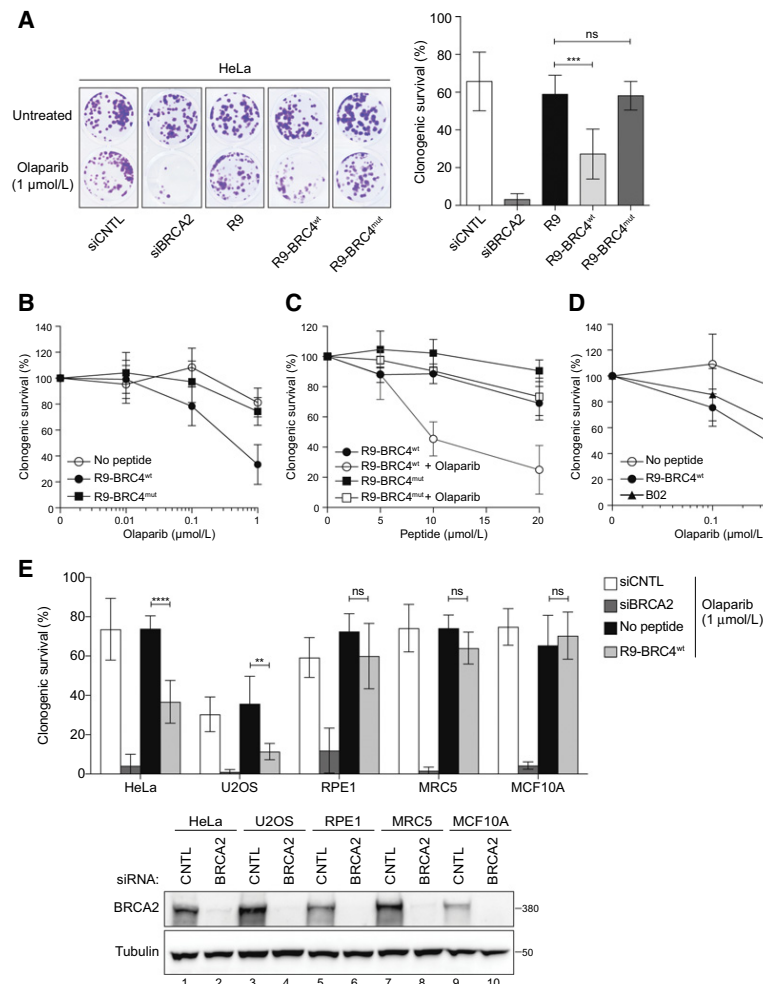 A
HeLa
Untreated
Olaparib
(1 μmol/L)
siCNTL
siBRCA2
R9
R9-BRC4wt
R9-BRC4mut
Clonogenic survival (%)
100
80
60
40
20
0
ns
***
siCNTL
siBRCA2
R9
R9-BRC4wt
R9-BRC4mut
B
Clonogenic survival (%)
140
120
100
80
60
40
20
0
No peptide
R9-BRC4wt
R9-BRC4mut
0 0.01 0.1 1
Olaparib (μmol/L)
C
Clonogenic survival (%)
120
100
80
60
40
20
0
R9-BRC4wt
R9-BRC4wt + Olaparib
R9-BRC4mut
R9-BRC4mut + Olaparib
0 5 10 15 20
Peptide (μmol/L)
D
Clonogenic survival (%)
140
120
100
80
60
40
20
0
No peptide
R9-BRC4wt
B02
0 0.1
Olaparib (μmol/L)
E
Clonogenic survival (%)
100
80
60
40
20
0
****
**
ns
ns
ns
HeLa U2OS RPE1 MRC5 MCF10A
siCNTL
siBRCA2
No peptide
R9-BRC4wt
Olaparib
(1 μmol/L)
HeLa U2OS RPE1 MRC5 MCF10A
siRNA: CNTL BRCA2 CNTL BRCA2 CNTL BRCA2 CNTL BRCA2 CNTL BRCA2
BRCA2 380
Tubulin 50
1 2 3 4 5 6 7 8 9 10